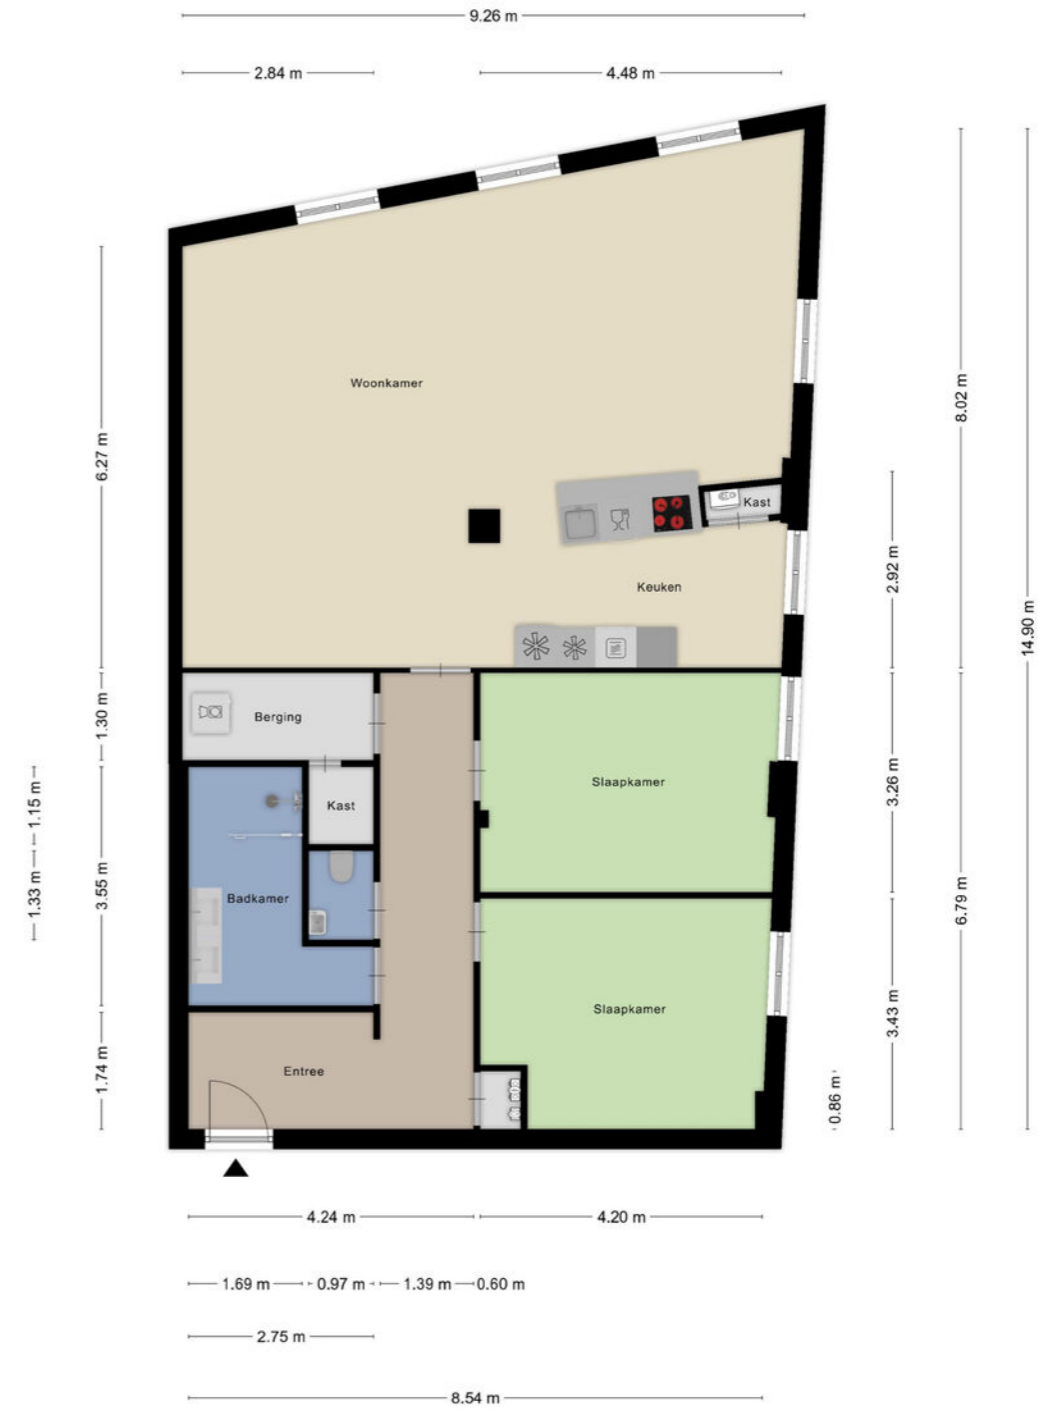 9.26 m
2.84 m
4.48 m
Woonkamer
8.02 m
6.27 m
Kast
2.92 m
Keuken
14.90 m
1.30 m
Berging
Slaapkamer
3.26 m
1.15 m
Kast
1.33 m
3.55 m
Badkamer
6.79 m
Slaapkamer
3.43 m
1.74 m
Entree
0.86 m
4.24 m
4.20 m
1.69 m
0.97 m
1.39 m
0.60 m
2.75 m
8.54 m